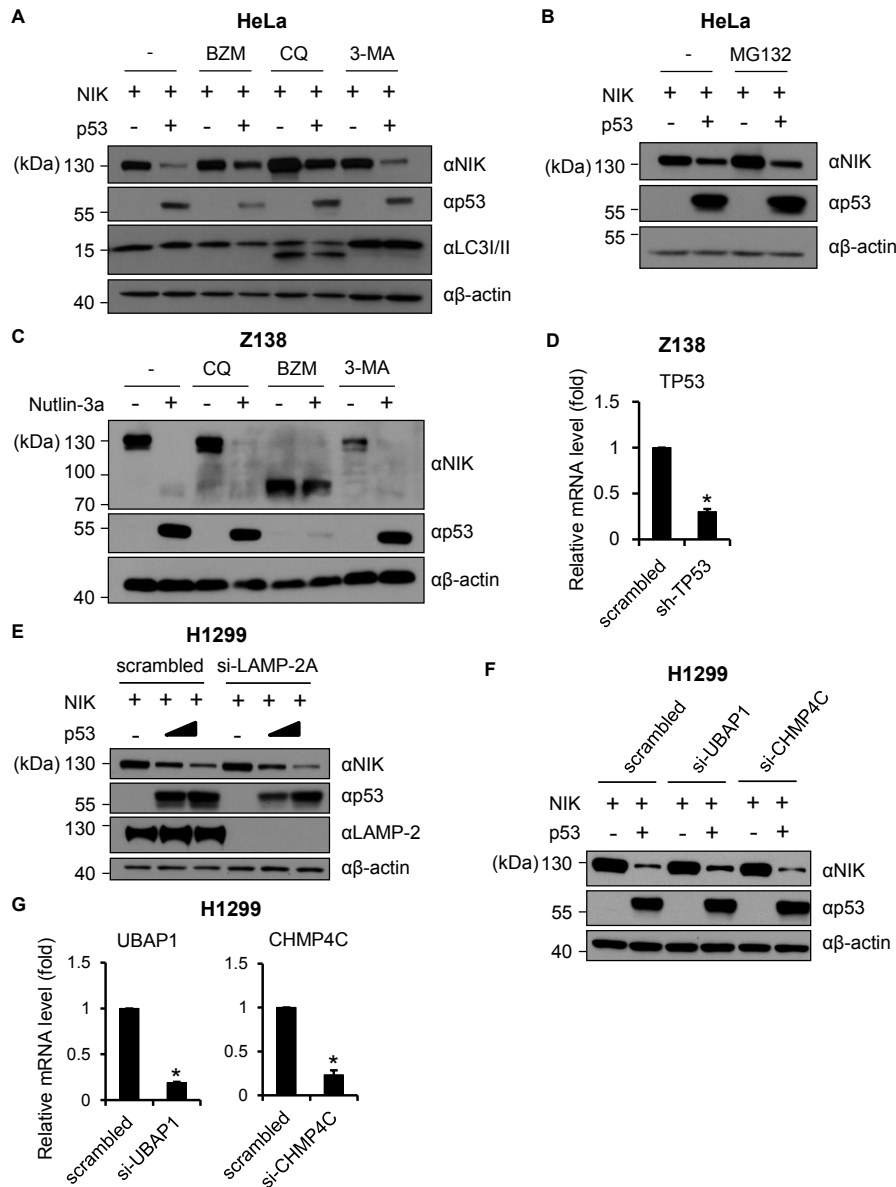 A
HeLa
- BZM CQ 3-MA
NIK + + + + + + + +
p53 - + - + - + - +
(kDa) 130 αNIK
55 αp53
15 αLC3I/II
40 αβ-actin
B
HeLa
- MG132
NIK + + + +
p53 - + - +
(kDa) 130 αNIK
55 αp53
55 αβ-actin
C
Z138
- CQ BZM 3-MA
Nutlin-3a - + - + - + - +
(kDa) 130
100 αNIK
70
55 αp53
40 αβ-actin
D
Z138
TP53
Relative mRNA level (fold)
1.5
1
0.5
0
*
scrambled
sh-TP53
E
H1299
scrambled si-LAMP-2A
NIK + + + + + +
p53 - -
(kDa) 130 αNIK
55 αp53
130 αLAMP-2
40 αβ-actin
F
H1299
scrambled
si-UBAP1
si-CHMP4C
NIK + + + + + +
p53 - + - + - +
(kDa) 130 αNIK
55 αp53
40 αβ-actin
G
H1299
UBAP1
Relative mRNA level (fold)
1.5
1
0.5
0
*
scrambled
si-UBAP1
CHMP4C
1.5
1
0.5
0
*
scrambled
si-CHMP4C